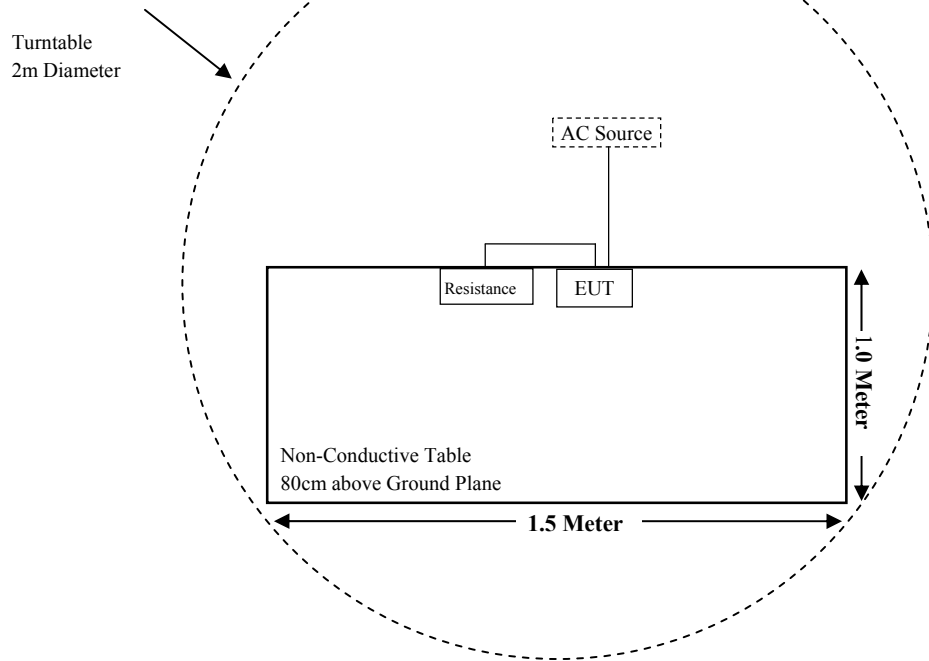 Turntable
2m Diameter
AC Source
Resistance
EUT
1.0 Meter
Non-Conductive Table
80cm above Ground Plane
1.5 Meter